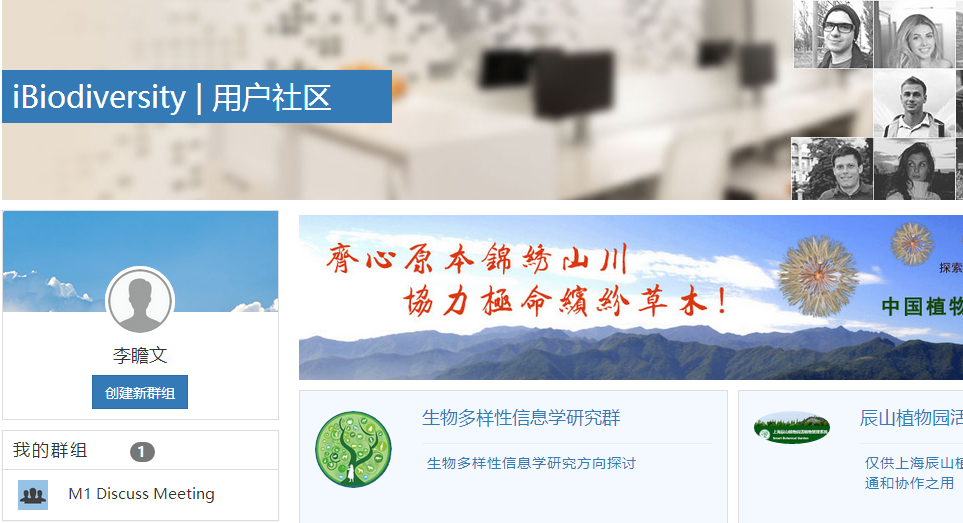 iBiodiversity | 用户社区
齊心原本錦绣山川
協力極命繽紛草木!
探索
中国植物
李瞻文
创建新群组
我的群组 1
M1 Discuss Meeting
生物多样性信息学研究群
生物多样性信息学研究方向探讨
辰山植物园活
仅供上海辰山植
通和协作之用